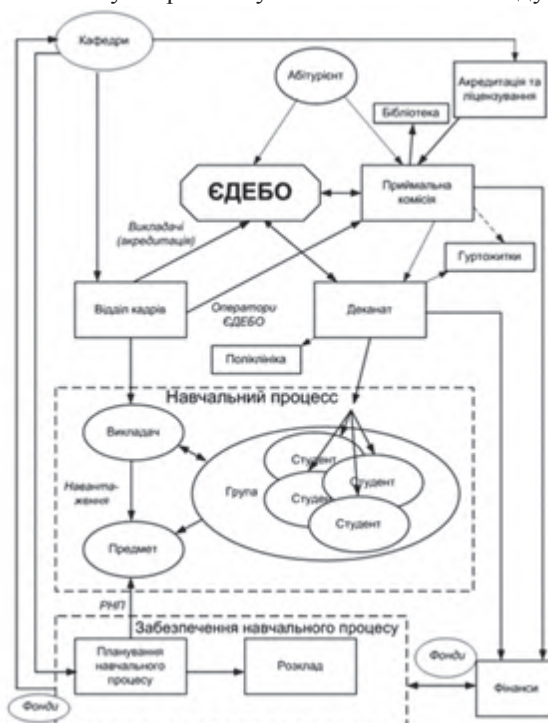 Кафедри
Абітурієнт
Акредитація та
ліцензування
Бібліотека
ЄДЕБО
Приймальна
комісія
Викладачі
(акредитація)
Гуртожитки
Відділ кадрів
Оператори
ЄДЕБО
Деканат
Поліклініка
Навчальний процесс
Викладач
Студент
Студент
Студент
Студент
Група
Наванта-
ження
Предмет
РНП
Забезпечення навчального процесу
Планування
навчального
процесу
Розклад
Фонди
Фінанси
Фонди